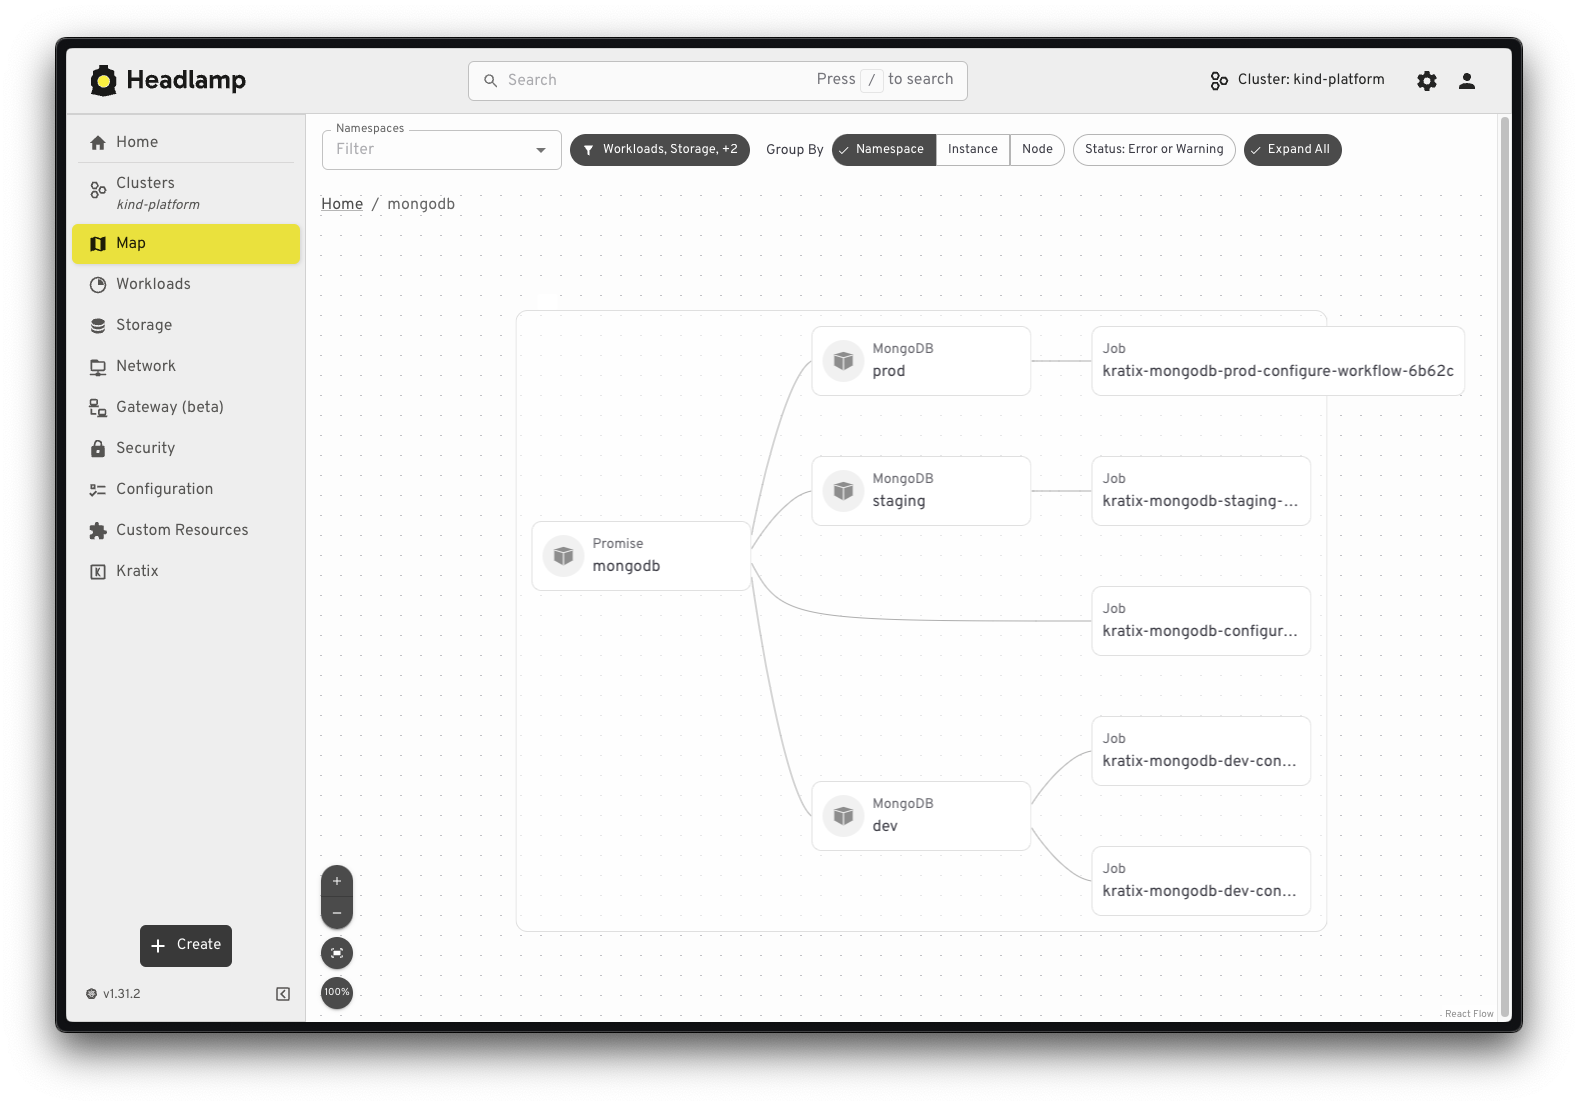 Headlamp
Search
Press / to search
Cluster: kind-platform
Home
Clusters
kind-platform
Map
Workloads
Storage
Network
Gateway (beta)
Security
Configuration
Custom Resources
Kratix
Create
v1.31.2
Namespaces
Filter
Workloads, Storage, +2
Group By
Namespace
Instance
Node
Status: Error or Warning
Expand All
Home / mongodb
MongoDB
prod
Job
kratix-mongodb-prod-configure-workflow-6b62c
MongoDB
staging
Job
kratix-mongodb-staging-...
Promise
mongodb
Job
kratix-mongodb-configur...
Job
kratix-mongodb-dev-con...
MongoDB
dev
Job
kratix-mongodb-dev-con...
+
−
100%
React Flow